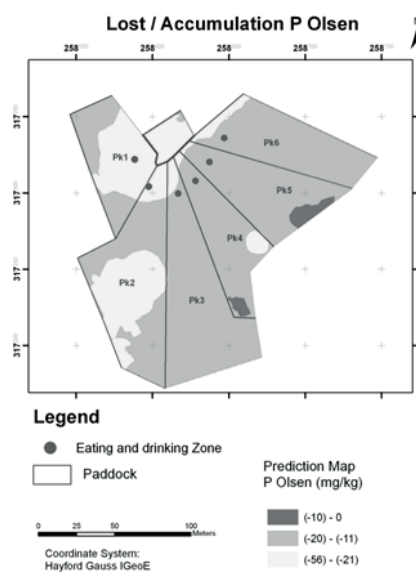 Lost / Accumulation P Olsen
258
258
258
258
258
317
317
317
317
Pk1
Pk6
Pk5
Pk4
Pk2
Pk3
Legend
Eating and drinking Zone
Paddock
Prediction Map
P Olsen (mg/kg)
0 25 50 100
Meters
(-10) - 0
(-20) - (-11)
(-56) - (-21)
Coordinate System:
Hayford Gauss IGeoE